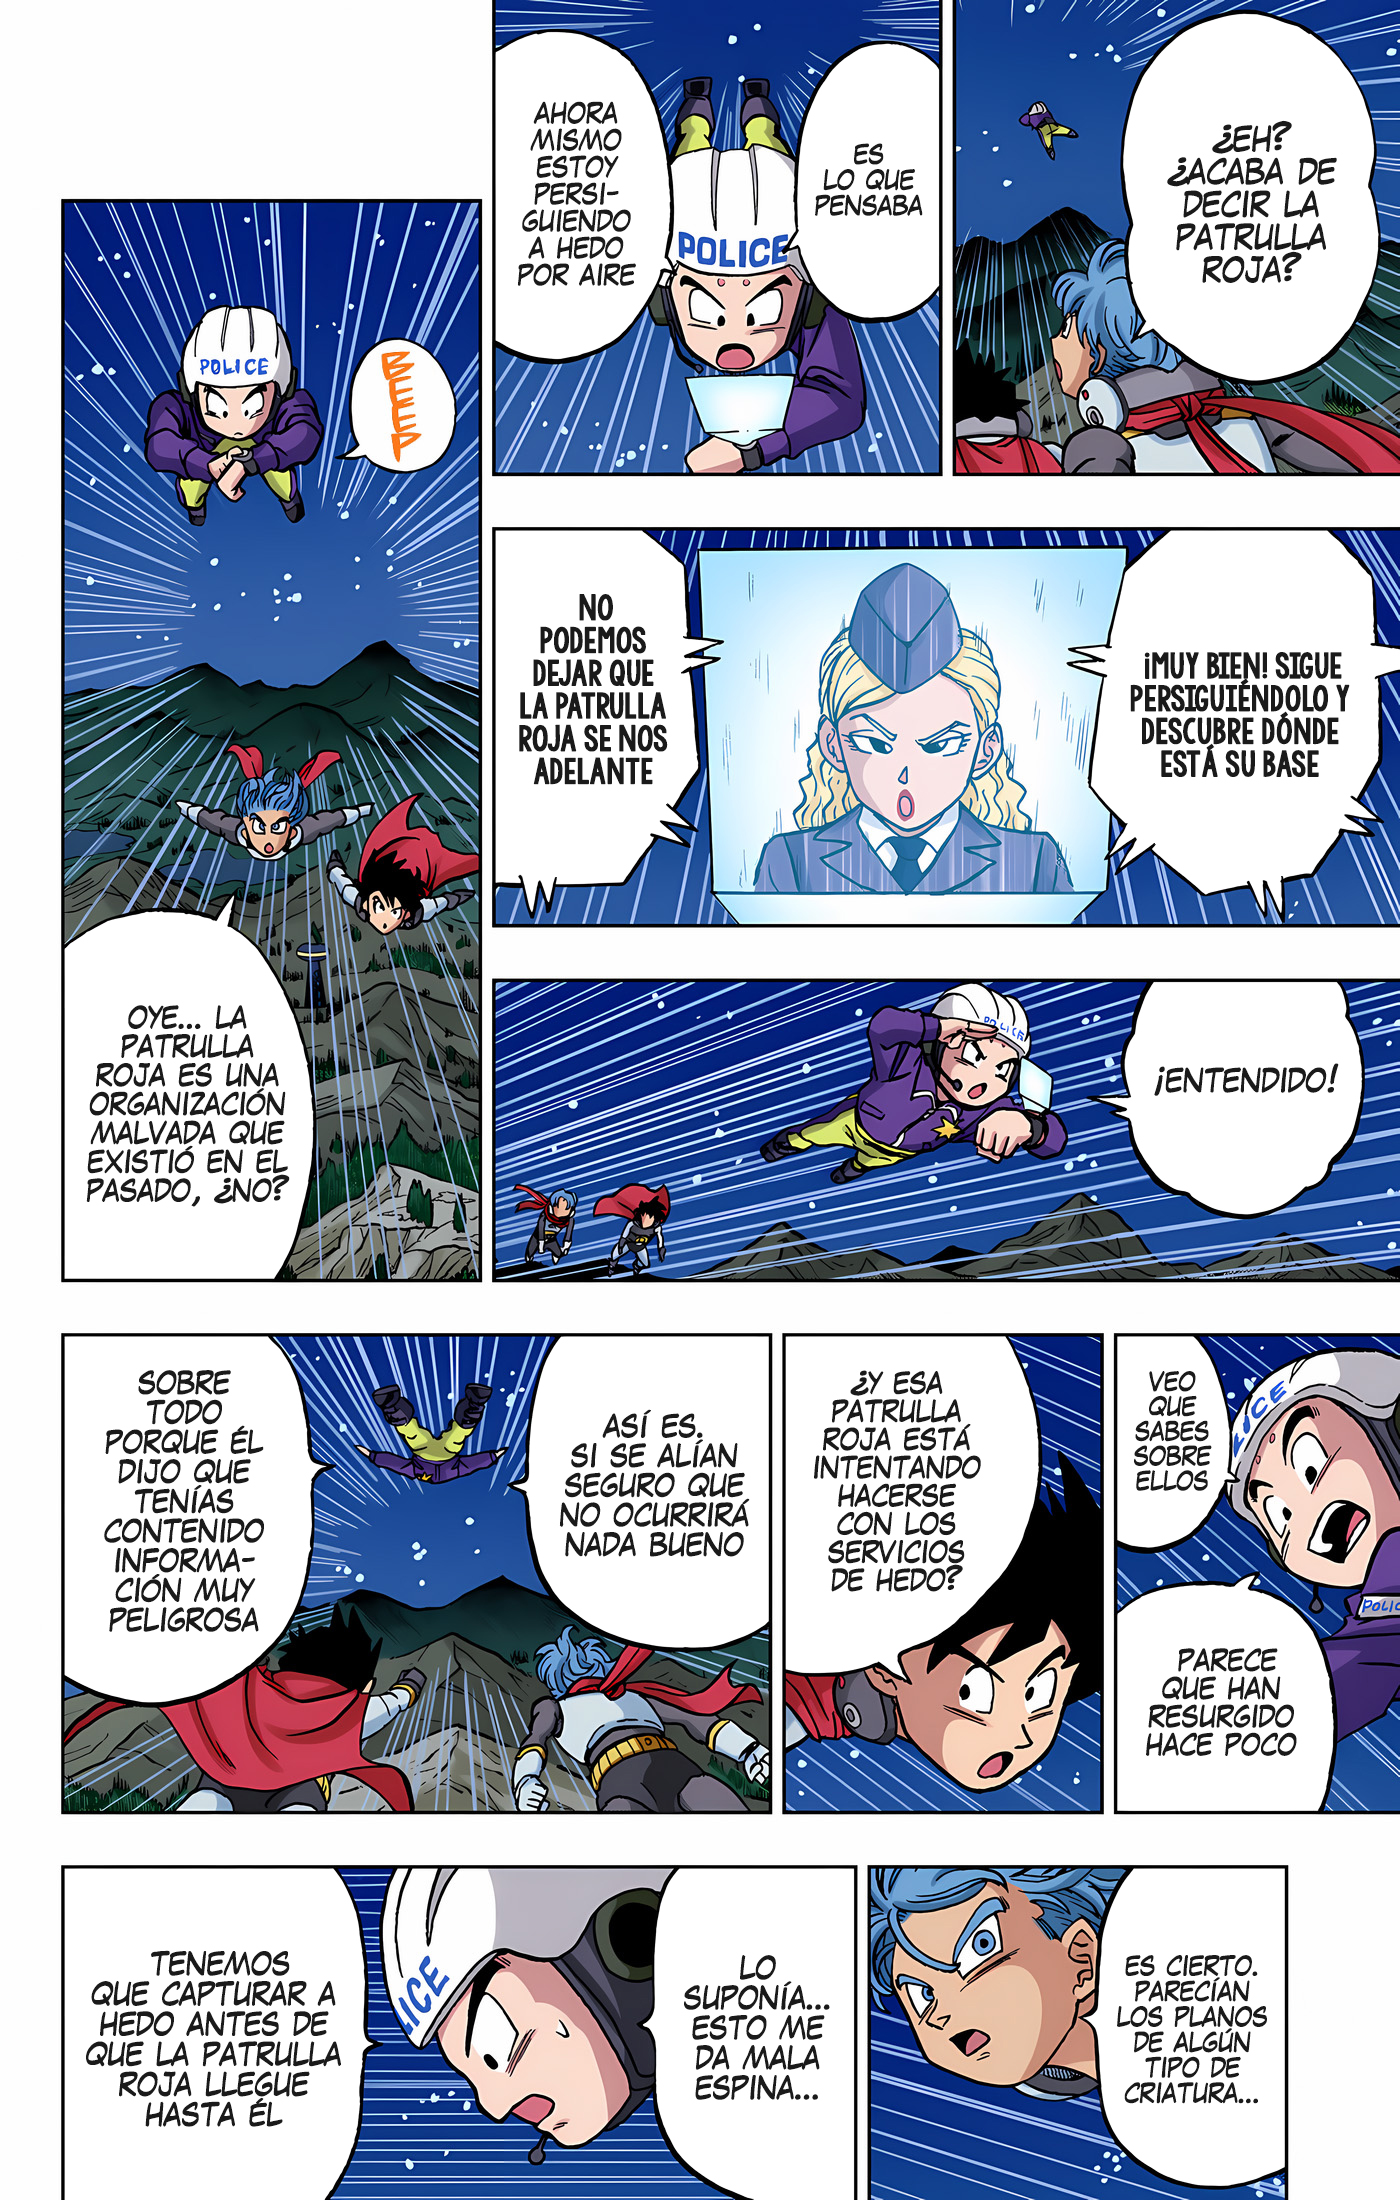 ¿EH?
¿ACABA DE
DECIR LA
PATRULLA
ROJA?
ES
LO QUE
PENSABA
AHORA
MISMO
ESTOY
PERSI-
GUIENDO
A HEDO
POR AIRE
POLICE
¡MUY BIEN! SIGUE
PERSIGUIÉNDOLO Y
DESCUBRE DÓNDE
ESTÁ SU BASE
NO
PODEMOS
DEJAR QUE
LA PATRULLA
ROJA SE NOS
ADELANTE
¡ENTENDIDO!
POLICE
BEEEP
POLICE
OYE... LA
PATRULLA
ROJA ES UNA
ORGANIZACIÓN
MALVADA QUE
EXISTIÓ EN EL
PASADO, ¿NO?
VEO
QUE
SABES
SOBRE
ELLOS
LICE
POLIC
PARECE
QUE HAN
RESURGIDO
HACE POCO
¿Y ESA
PATRULLA
ROJA ESTÁ
INTENTANDO
HACERSE
CON LOS
SERVICIOS
DE HEDO?
ASÍ ES.
SI SE ALÍAN
SEGURO QUE
NO OCURRIRÁ
NADA BUENO
SOBRE
TODO
PORQUE ÉL
DIJO QUE
TENÍAS
CONTENIDO
INFORMA-
CIÓN MUY
PELIGROSA
ES CIERTO.
PARECÍAN
LOS PLANOS
DE ALGÚN
TIPO DE
CRIATURA...
LO
SUPONÍA...
ESTO ME
DA MALA
ESPINA...
LICE
TENEMOS
QUE CAPTURAR A
HEDO ANTES DE
QUE LA PATRULLA
ROJA LLEGUE
HASTA ÉL